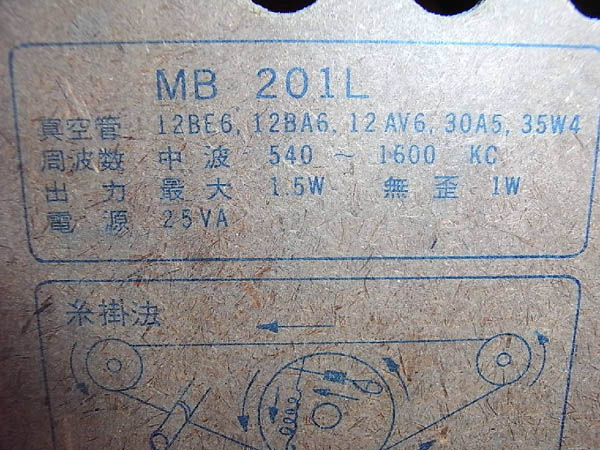 MB 201L
真空管 12BE6, 12BA6, 12AV6, 30A5, 35W4
周波数 中波 540 ～ 1600 KC
出力 最大 1.5W 無歪 1W
電源 25VA
糸掛法